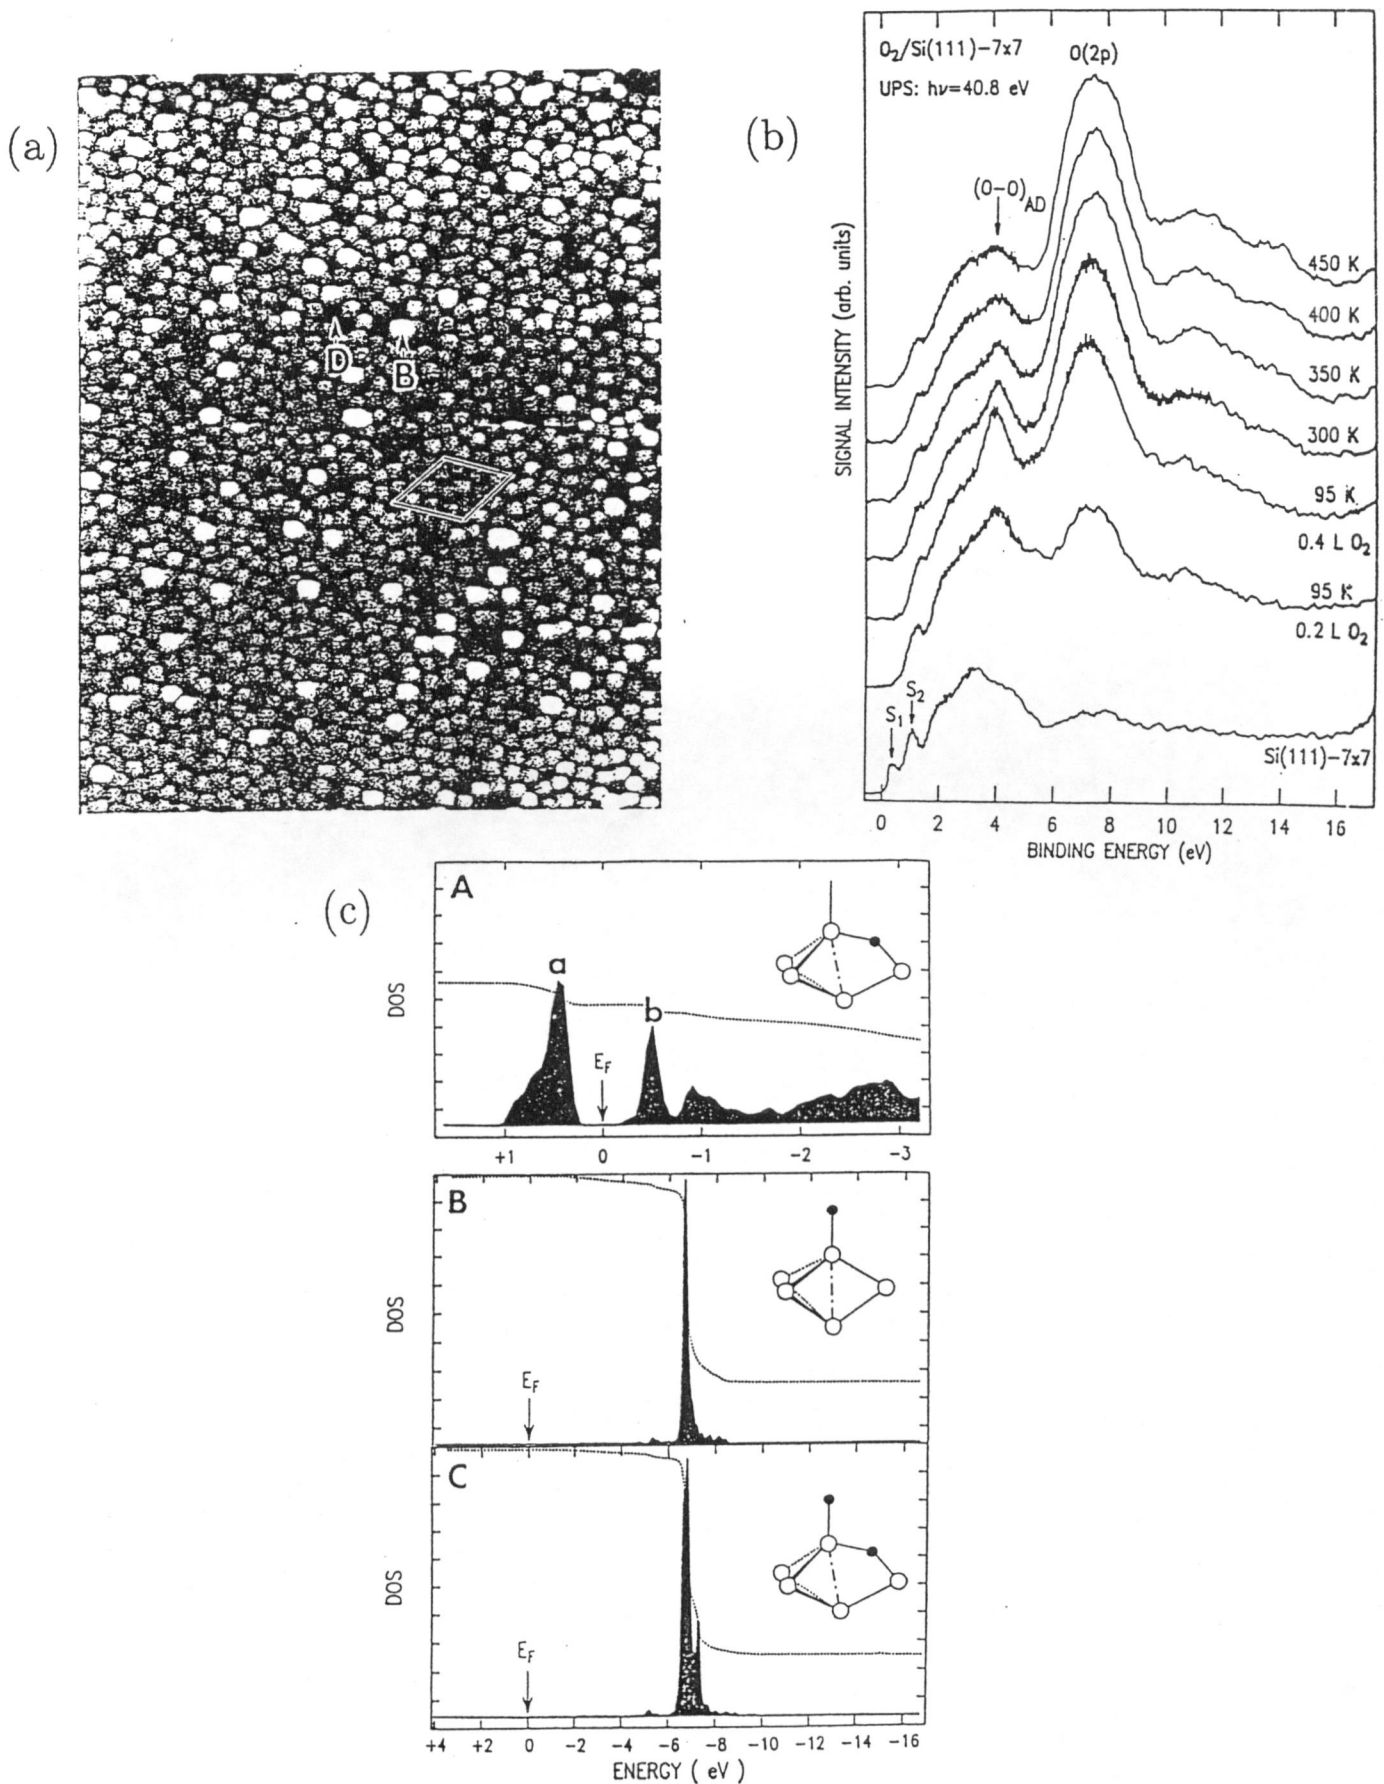 (a)
D
B
(b)
O₂/Si(111)-7x7
UPS: hν=40.8 eV
O(2p)
(O-O)AD
SIGNAL INTENSITY (arb. units)
450 K
400 K
350 K
300 K
95 K
0.4 L O₂
95 K
0.2 L O₂
S₁
S₂
Si(111)-7x7
0 2 4 6 8 10 12 14 16
BINDING ENERGY (eV)
(c)
A
a
b
DOS
E_F
+1 0 -1 -2 -3
B
DOS
E_F
C
DOS
E_F
+4 +2 0 -2 -4 -6 -8 -10 -12 -14 -16
ENERGY ( eV )